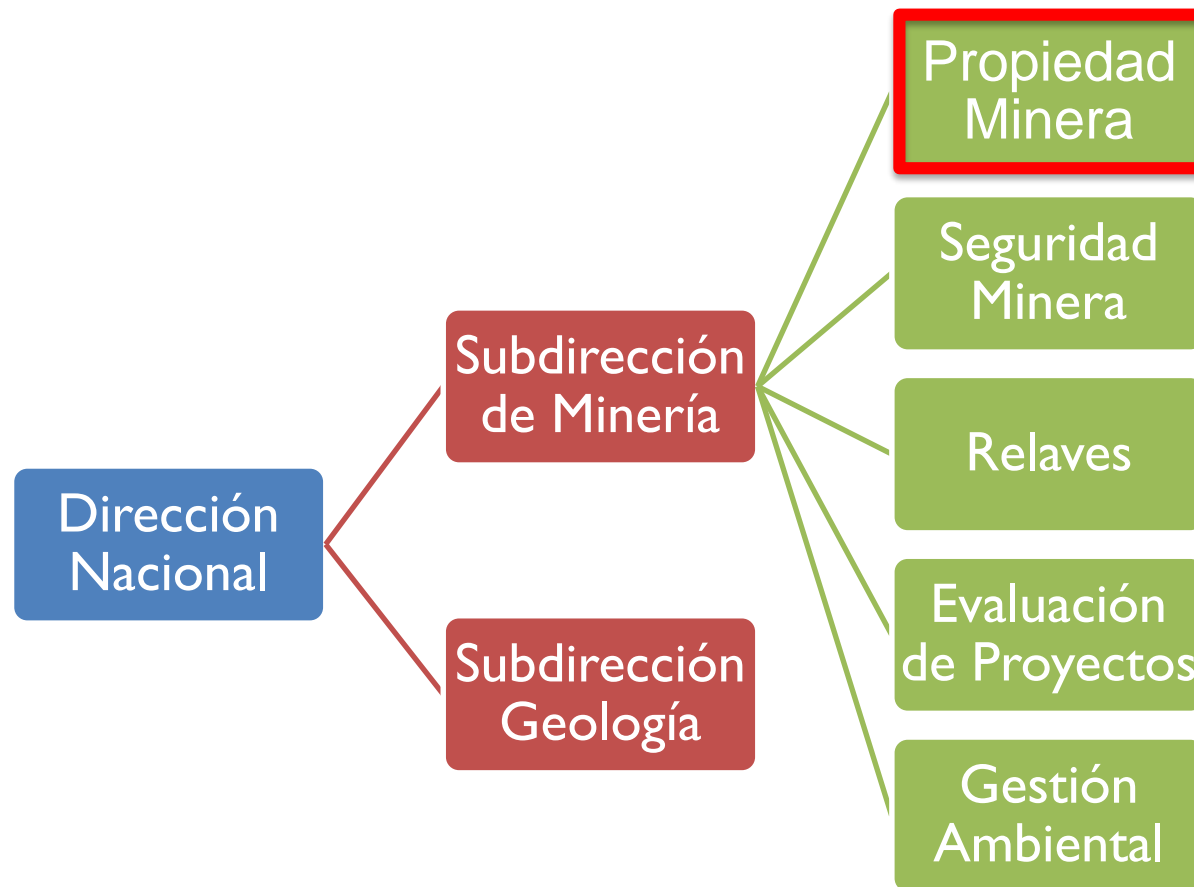 Dirección
Nacional
Subdirección
de Minería
Subdirección
Geología
Propiedad
Minera
Seguridad
Minera
Relaves
Evaluación
de Proyectos
Gestión
Ambiental